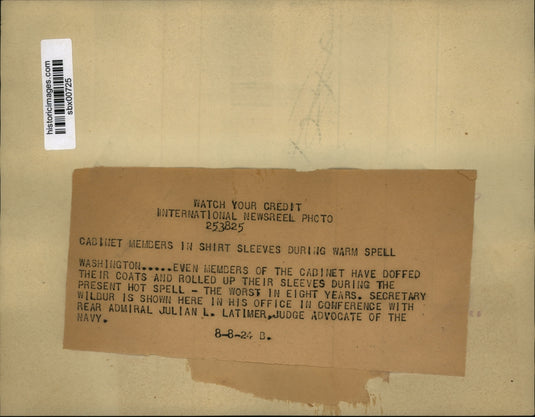 historicimages.com
sbx00725
WATCH YOUR CREDIT
INTERNATIONAL NEWSREEL PHOTO
253825
CABINET MEMBERS IN SHIRT SLEEVES DURING WARM SPELL
WASHINGTON.....EVEN MEMBERS OF THE CABINET HAVE DOFFED
THEIR COATS AND ROLLED UP THEIR SLEEVES DURING THE
PRESENT HOT SPELL - THE WORST IN EIGHT YEARS. SECRETARY
WILBUR IS SHOWN HERE IN HIS OFFICE IN CONFERENCE WITH
REAR ADMIRAL JULIAN L. LATIMER,JUDGE ADVOCATE OF THE
NAVY.
8-8-24 B.